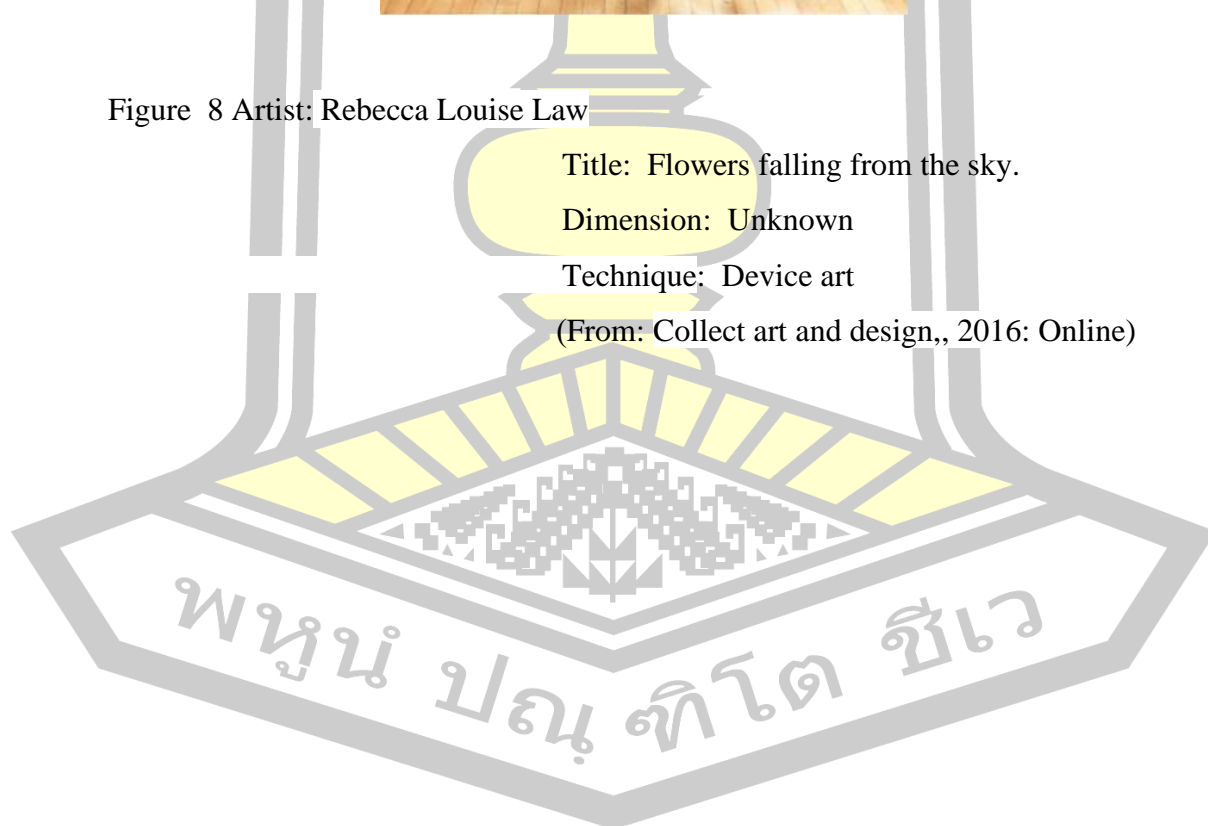 Figure  8 Artist: Rebecca Louise Law
Title:  Flowers falling from the sky.
Dimension:  Unknown
Technique:  Device art
(From: Collect art and design,, 2016: Online)
พหูนํ ปณฺฑิโต ชีเว